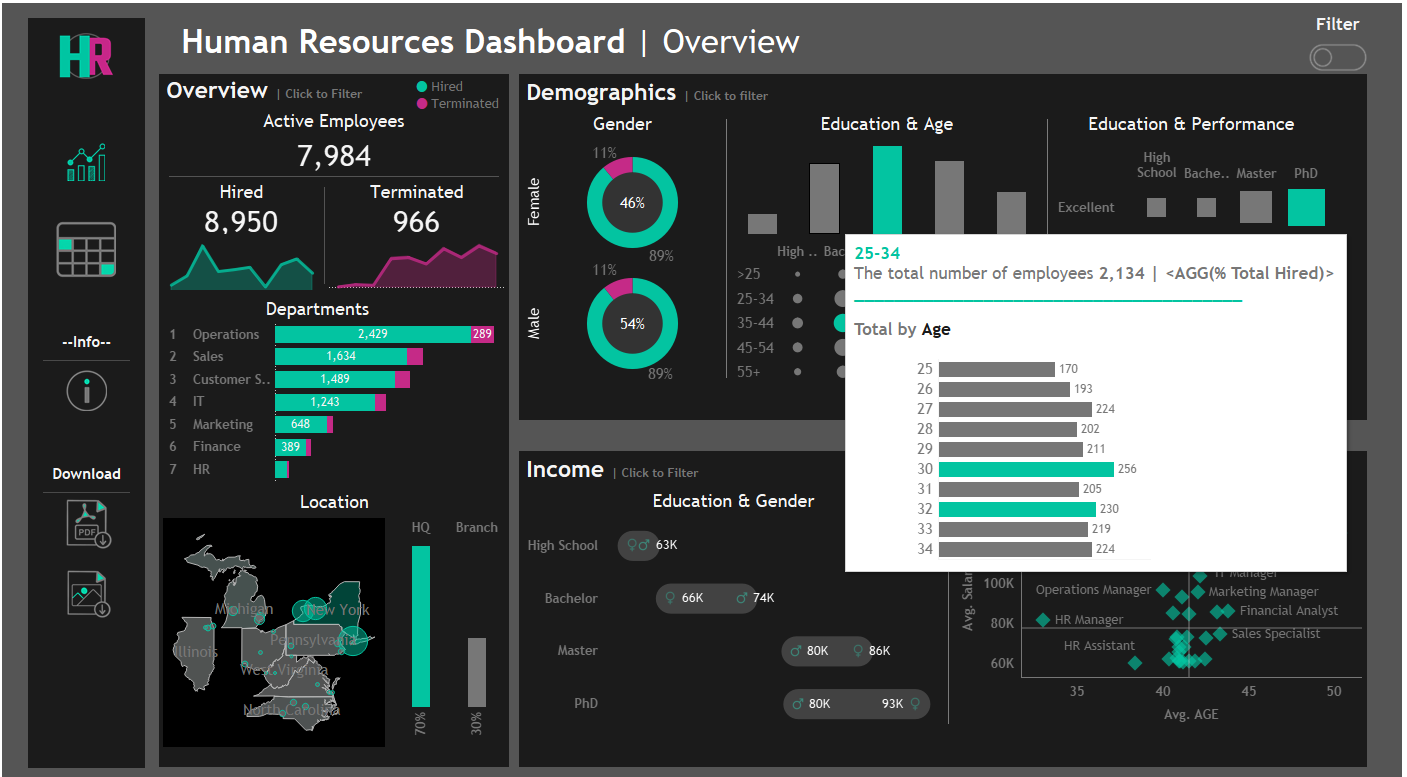 HR
Human Resources Dashboard | Overview
Filter
Overview | Click to Filter
Hired
Terminated
Active Employees
7,984
Hired
8,950
Terminated
966
Departments
1 Operations 2,429 289
2 Sales 1,634
3 Customer S.. 1,489
4 IT 1,243
5 Marketing 648
6 Finance 389
7 HR
Location
Michigan
New York
Illinois
Pennsylvania
West Virginia
North Carolina
HQ Branch
70% 30%
--Info--
Download
PDF
Demographics | Click to filter
Gender
Female
11%
46%
89%
Male
11%
54%
89%
Education & Age
High .. Bac
>25
25-34
35-44
45-54
55+
Education & Performance
High School Bache.. Master PhD
Excellent
25-34
The total number of employees 2,134 | <AGG(% Total Hired)>
Total by Age
25 170
26 193
27 224
28 202
29 211
30 256
31 205
32 230
33 219
34 224
Income | Click to Filter
Education & Gender
High School 63K
Bachelor 66K 74K
Master 80K 86K
PhD 80K 93K
Avg. Salar
100K
80K
60K
IT Manager
Operations Manager
Marketing Manager
Financial Analyst
HR Manager
Sales Specialist
HR Assistant
35 40 45 50
Avg. AGE